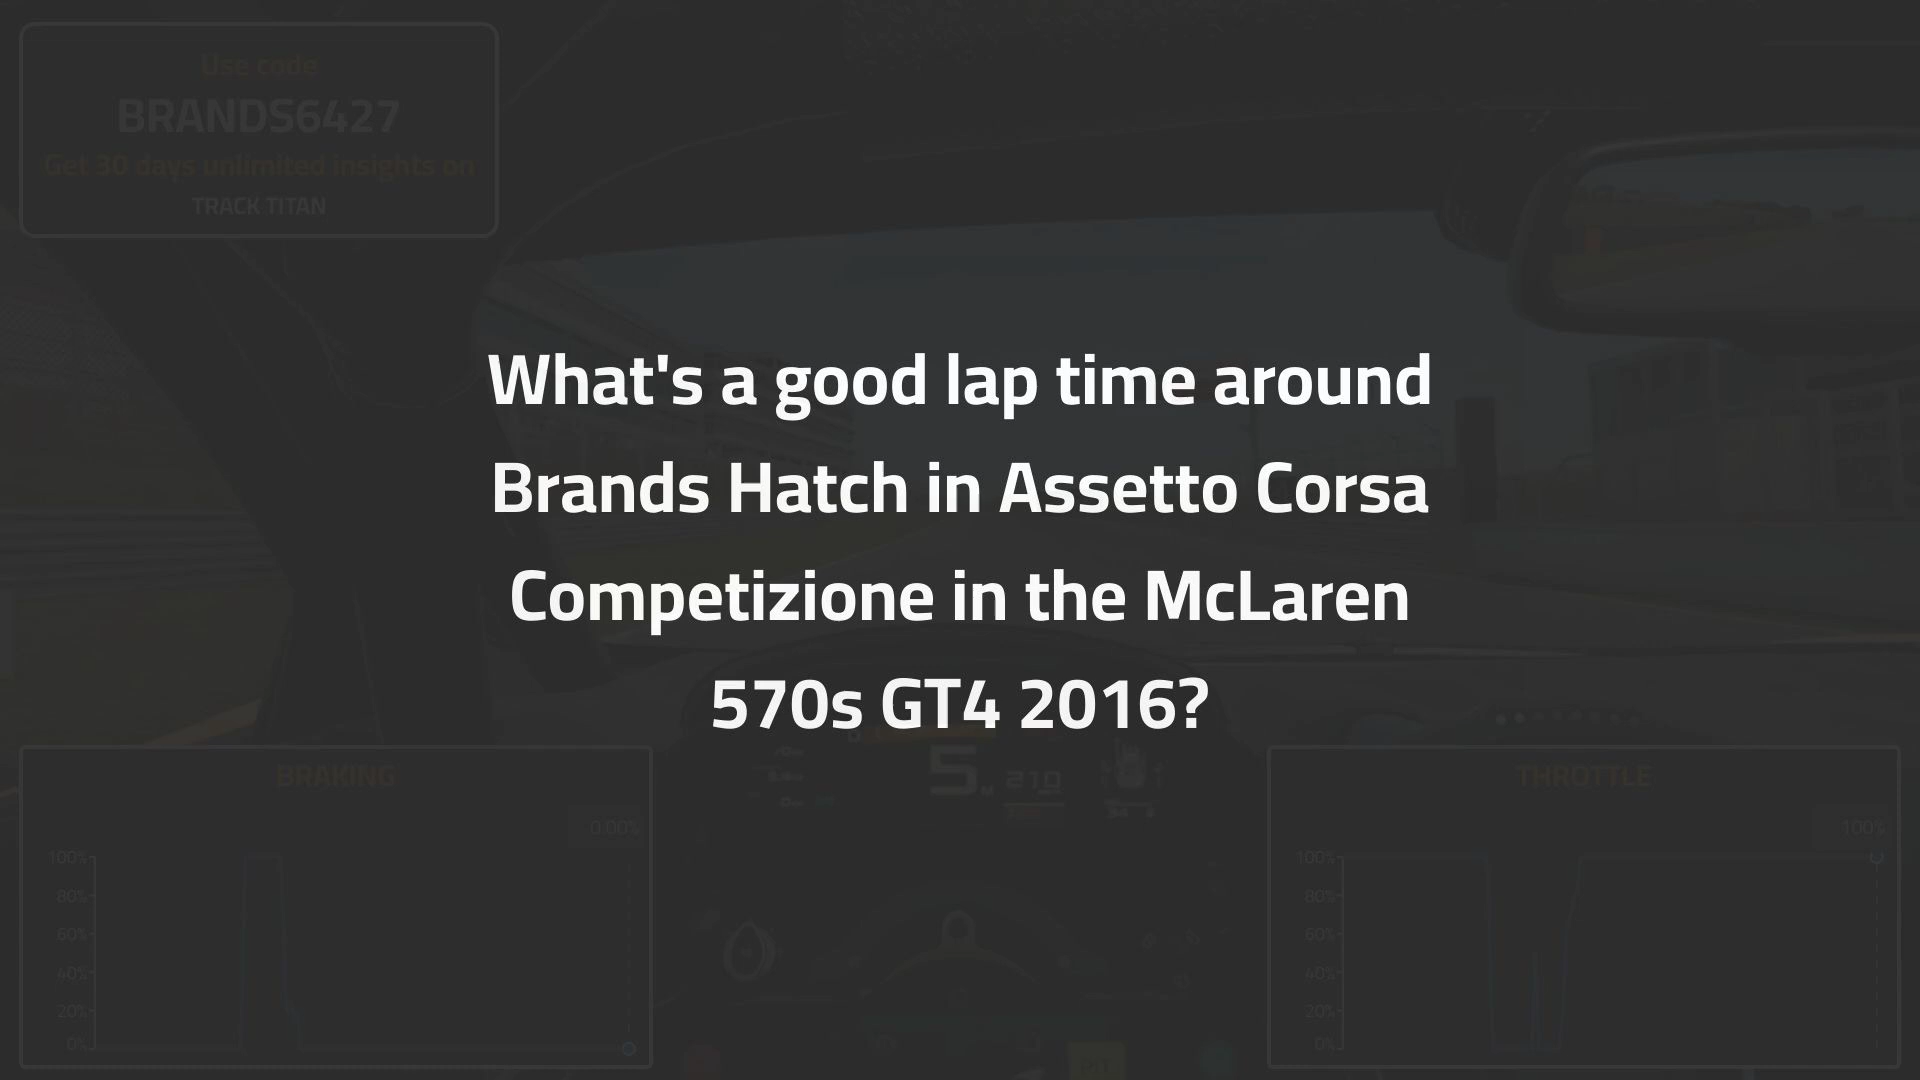 Use code
BRANDS6427
Get 30 days unlimited insights on
TRACK TITAN
What's a good lap time around
Brands Hatch in Assetto Corsa
Competizione in the McLaren
570s GT4 2016?
BRAKING
0.00%
100%
80%
60%
40%
20%
0%
5
210
THROTTLE
100%
100%
80%
60%
40%
20%
0%